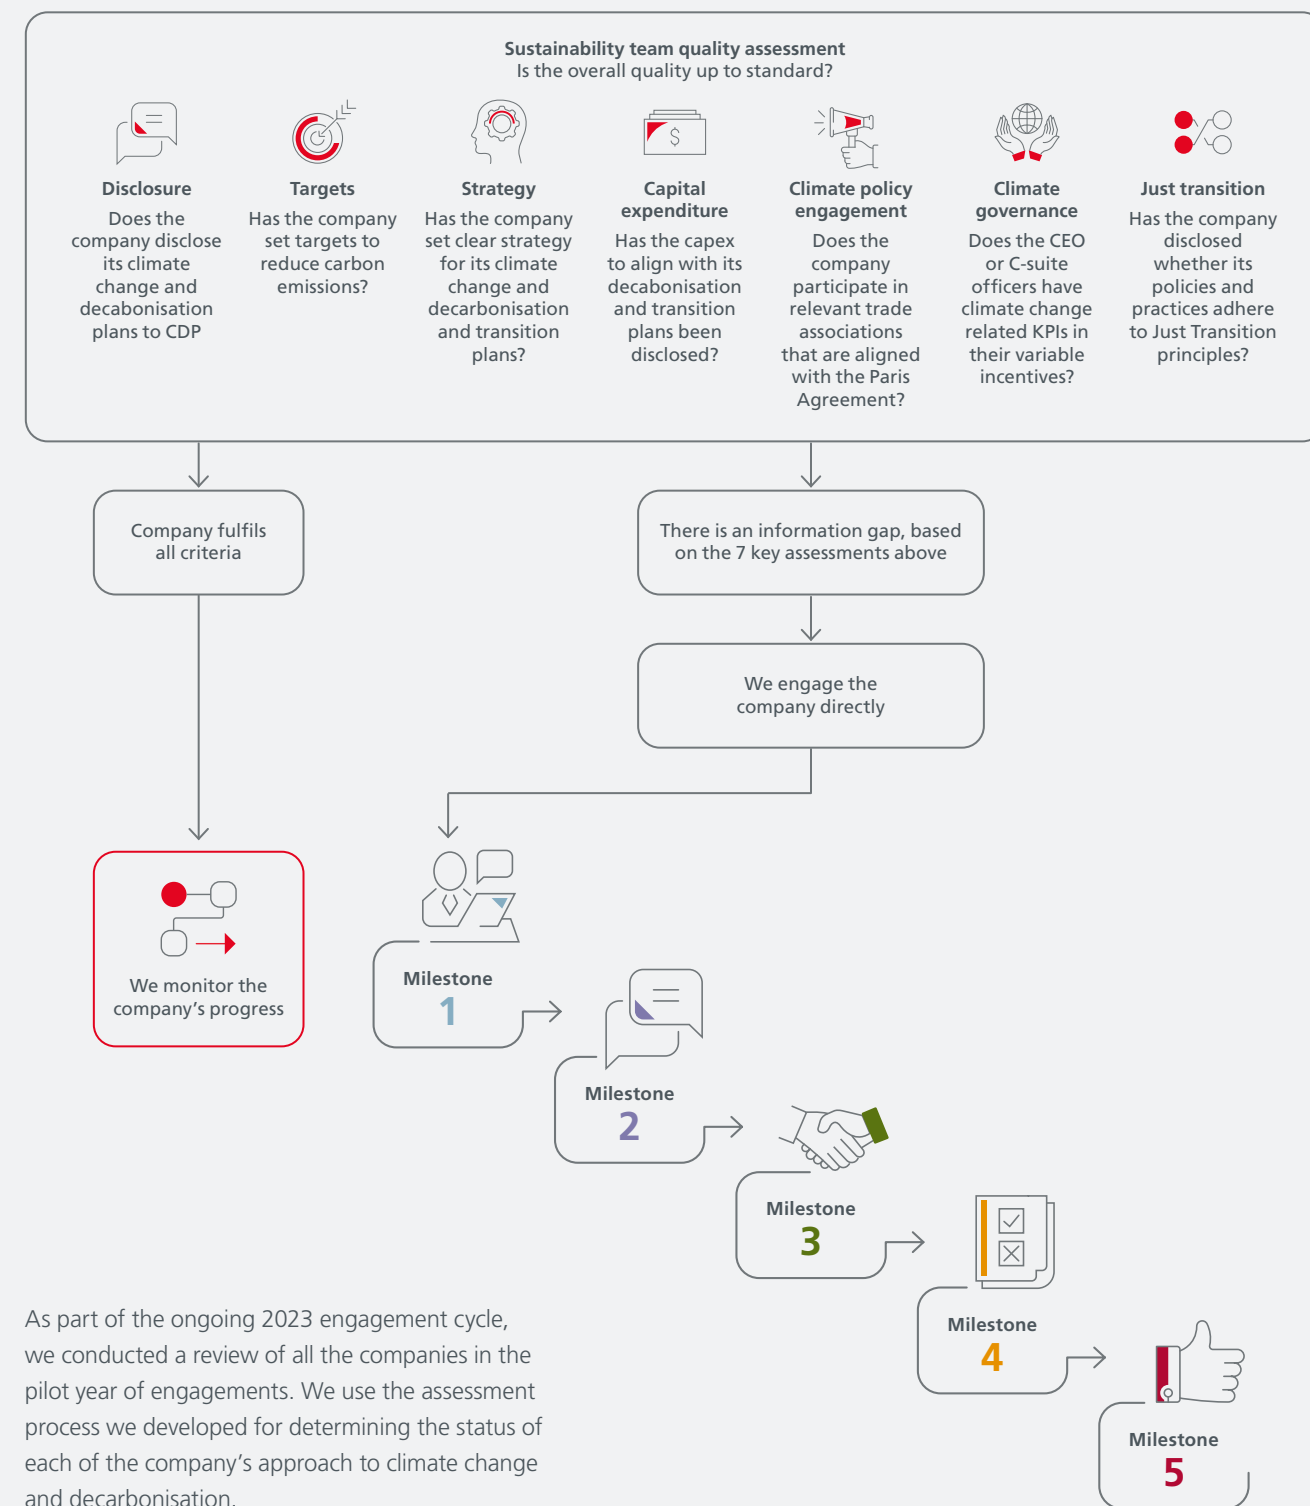 Sustainability team quality assessment
Is the overall quality up to standard?
Disclosure
Does the
company disclose
its climate
change and
decabonisation
plans to CDP
Targets
Has the company
set targets to
reduce carbon
emissions?
Strategy
Has the company
set clear strategy
for its climate
change and
decarbonisation
and transition
plans?
Capital
expenditure
Has the capex
to align with its
decabonisation
and transition
plans been
disclosed?
Climate policy
engagement
Does the
company
participate in
relevant trade
associations
that are aligned
with the Paris
Agreement?
Climate
governance
Does the CEO
or C-suite
officers have
climate change
related KPIs in
their variable
incentives?
Just transition
Has the company
disclosed
whether its
policies and
practices adhere
to Just Transition
principles?
Company fulfils
all criteria
There is an information gap, based
on the 7 key assessments above
We engage the
company directly
We monitor the
company's progress
Milestone
1
Milestone
2
Milestone
3
Milestone
4
Milestone
5
As part of the ongoing 2023 engagement cycle,
we conducted a review of all the companies in the
pilot year of engagements. We use the assessment
process we developed for determining the status of
each of the company's approach to climate change
and decarbonisation.